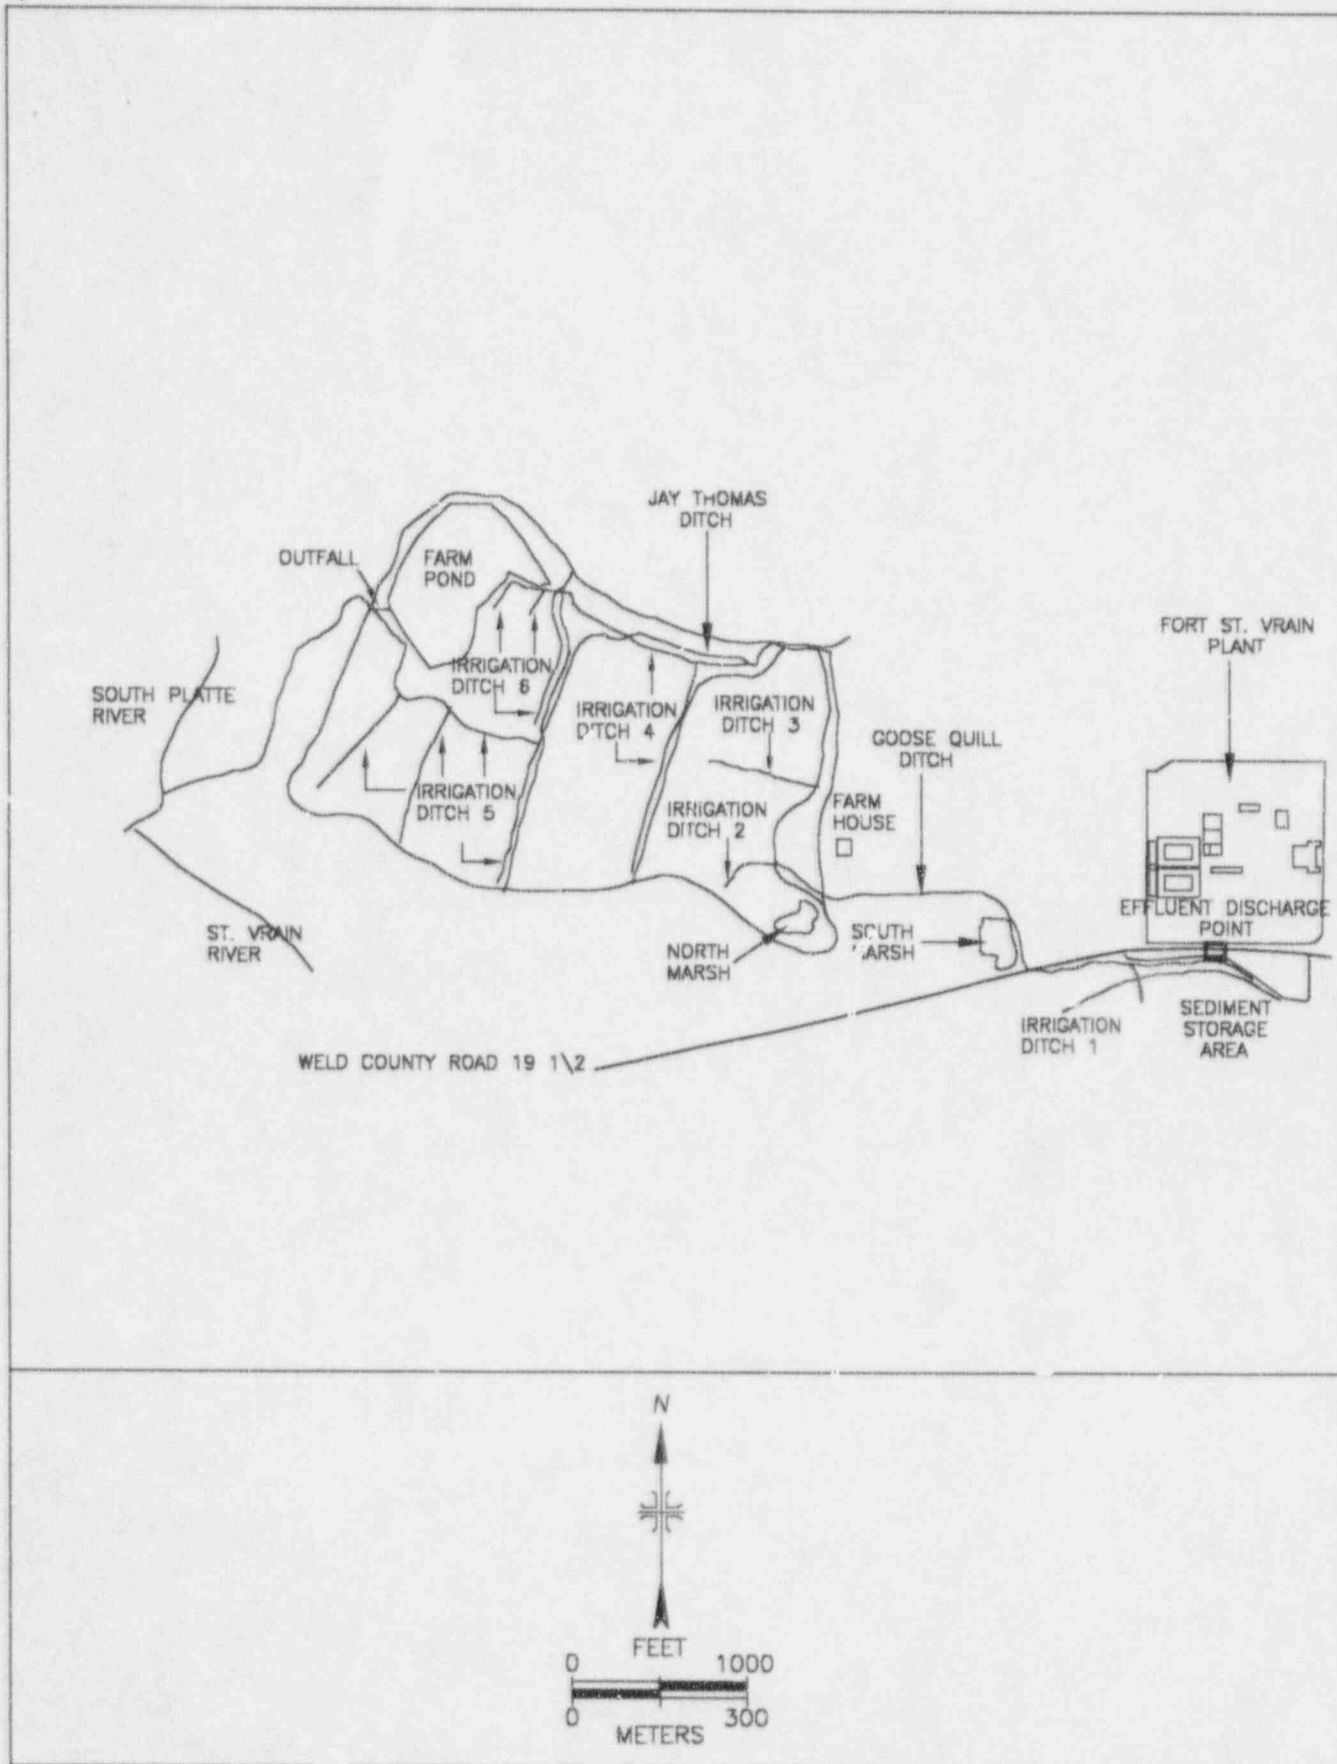 JAY THOMAS
DITCH
OUTFALL
FARM
POND
FORT ST. VRAIN
PLANT
IRRIGATION
DITCH 6
SOUTH PLATTE
RIVER
IRRIGATION
DITCH 4
IRRIGATION
DITCH 3
GOOSE QUILL
DITCH
IRRIGATION
DITCH 5
IRRIGATION
DITCH 2
FARM
HOUSE
EFFLUENT DISCHARGE
POINT
ST. VRAIN
RIVER
NORTH
MARSH
SOUTH
MARSH
IRRIGATION
DITCH 1
SEDIMENT
STORAGE
AREA
WELD COUNTY ROAD 19 1\2
N
FEET
0 1000
0 300
METERS